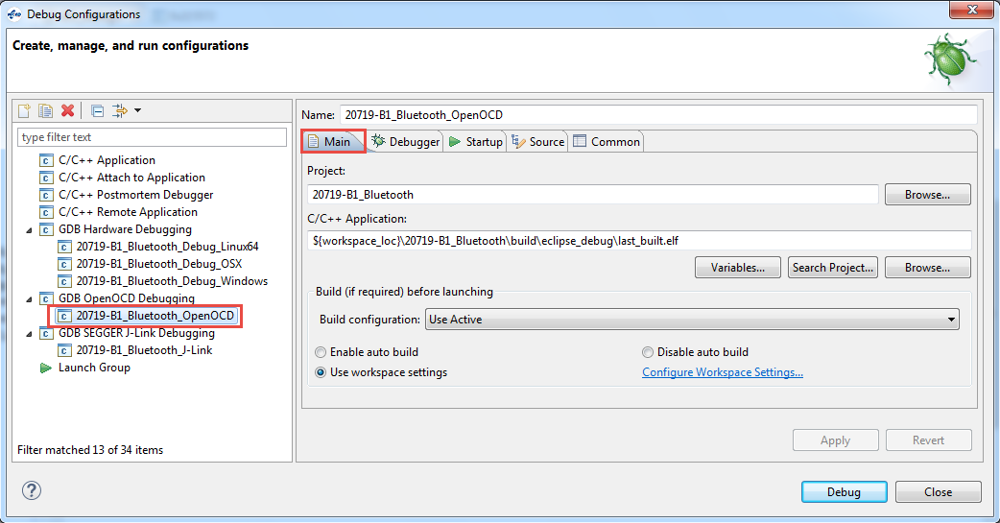 Debug Configurations
Create, manage, and run configurations
type filter text
C/C++ Application
C/C++ Attach to Application
C/C++ Postmortem Debugger
C/C++ Remote Application
GDB Hardware Debugging
20719-B1_Bluetooth_Debug_Linux64
20719-B1_Bluetooth_Debug_OSX
20719-B1_Bluetooth_Debug_Windows
GDB OpenOCD Debugging
20719-B1_Bluetooth_OpenOCD
GDB SEGGER J-Link Debugging
20719-B1_Bluetooth_J-Link
Launch Group
Filter matched 13 of 34 items
Name: 20719-B1_Bluetooth_OpenOCD
Main Debugger Startup Source Common
Project:
20719-B1_Bluetooth Browse...
C/C++ Application:
${workspace_loc}\20719-B1_Bluetooth\build\eclipse_debug\last_built.elf
Variables... Search Project... Browse...
Build (if required) before launching
Build configuration: Use Active
Enable auto build Disable auto build
Use workspace settings Configure Workspace Settings...
Apply Revert
Debug Close